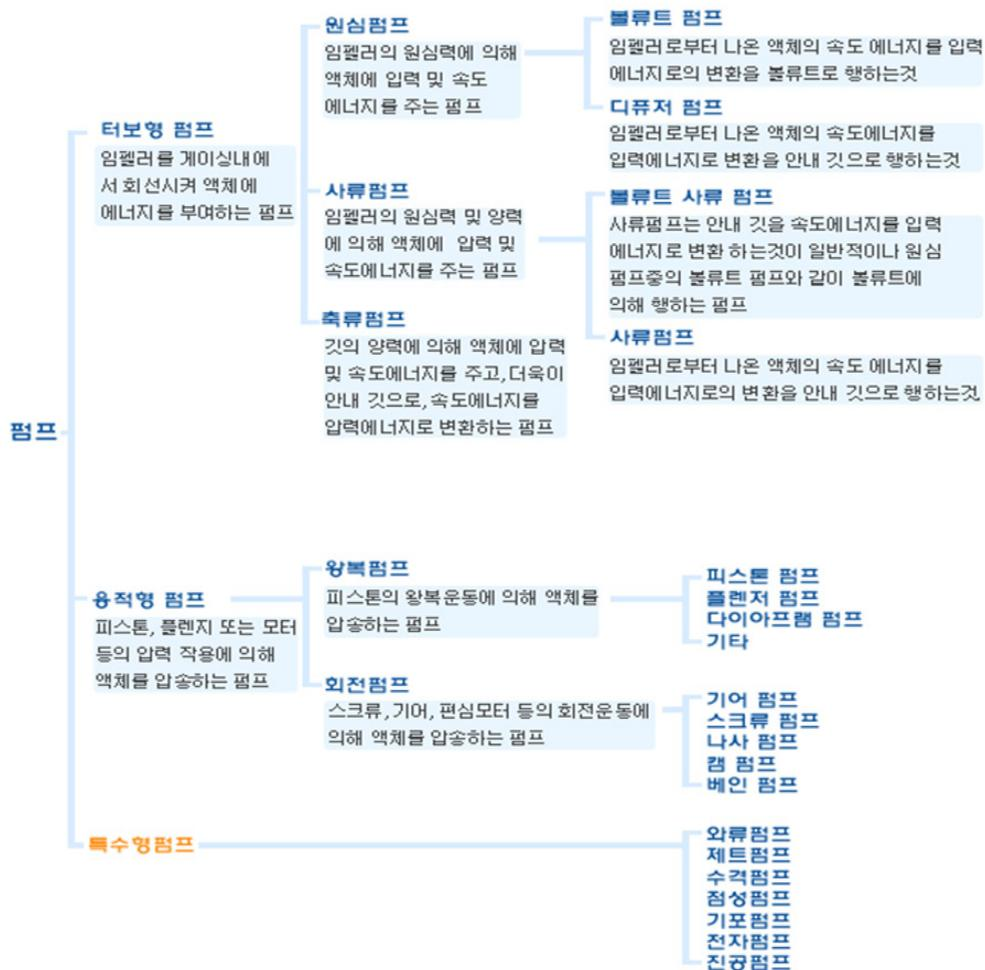 펌프
터보형 펌프
임펠러를 게이싱내에
서 회선시켜 액체에
에너지를 부여하는 펌프
원심펌프
임펠러의 원심력에 의해
액체에 입력 및 속도
에너지를 주는 펌프
볼류트 펌프
임펠러로부터 나온 액체의 속도 에너지를 입력
에너지로의 변환을 볼류트로 행하는것
디퓨저 펌프
임펠러로부터 나온 액체의 속도에너지를
입력에너지로 변환을 안내 깃으로 행하는것
사류펌프
임펠러의 원심력 및 양력
에 의해 액체에 압력 및
속도에너지를 주는 펌프
볼류트 사류 펌프
사류펌프는 안내 깃을 속도에너지를 입력
에너지로 변환 하는것이 일반적이나 원심
펌프중의 볼류트 펌프와 같이 볼류트에
의해 행하는 펌프
사류펌프
임펠러로부터 나온 액체의 속도 에너지를
입력에너지로의 변환을 안내 깃으로 행하는것
축류펌프
깃의 양력에 의해 액체에 압력
및 속도에너지를 주고,더욱이
안내 깃으로,속도에너지를
압력에너지로 변환하는 펌프
용적형 펌프
피스톤, 플렌지 또는 모터
등의 압력 작용에 의해
액체를 압송하는 펌프
왕복펌프
피스톤의 왕복운동에 의해 액체를
압송하는 펌프
피스톤 펌프
플렌저 펌프
다이아프램 펌프
기타
회전펌프
스크류,기어, 편심모터 등의 회전운동에
의해 액체를 압송하는 펌프
기어 펌프
스크류 펌프
나사 펌프
캠 펌프
베인 펌프
특수형펌프
와류펌프
제트펌프
수격펌프
점성펌프
기포펌프
전자펌프
진공펌프